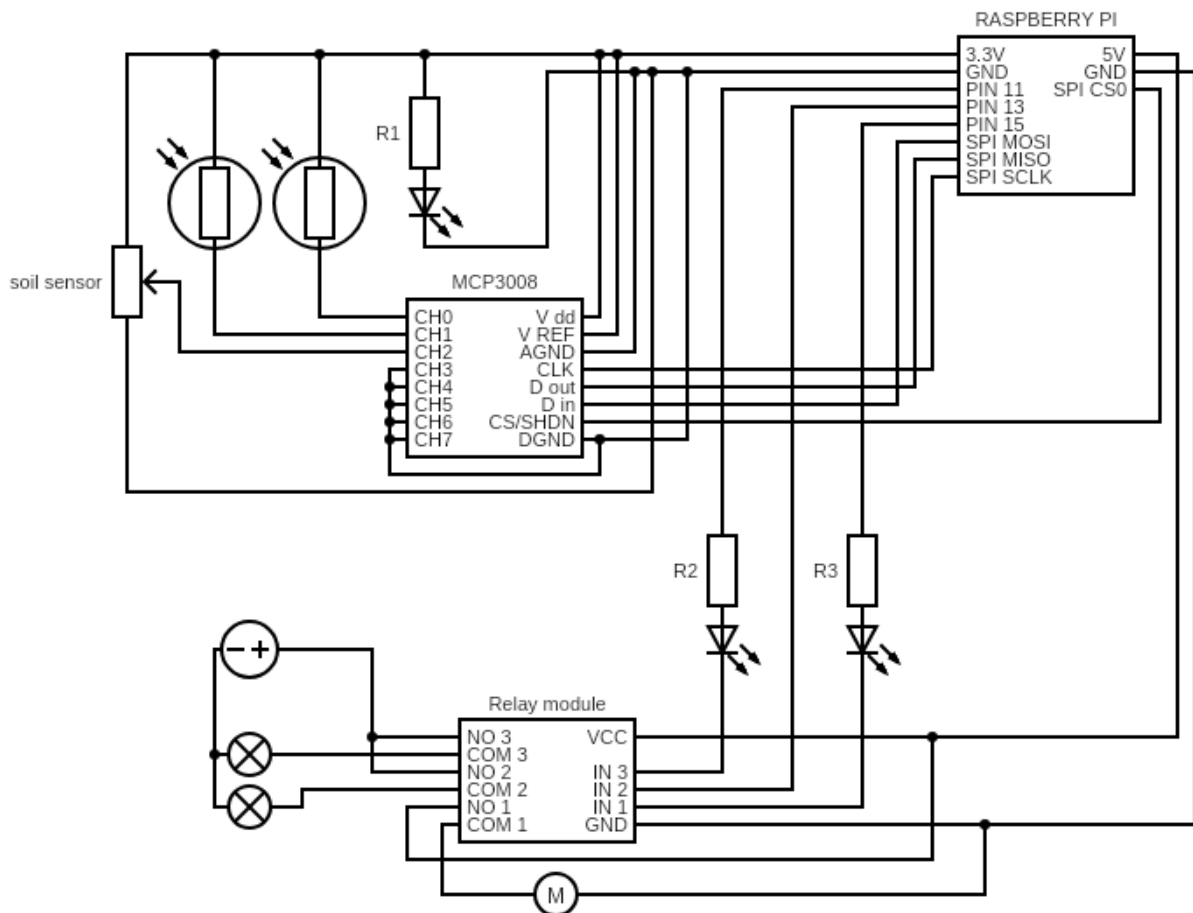 RASPBERRY PI
3.3V
GND
PIN 11
PIN 13
PIN 15
SPI MOSI
SPI MISO
SPI SCLK
5V
GND
SPI CS0
R1
soil sensor
MCP3008
CH0
CH1
CH2
CH3
CH4
CH5
CH6
CH7
V dd
V REF
AGND
CLK
D out
D in
CS/SHDN
DGND
R2
R3
− +
Relay module
NO 3
COM 3
NO 2
COM 2
NO 1
COM 1
VCC
IN 3
IN 2
IN 1
GND
M